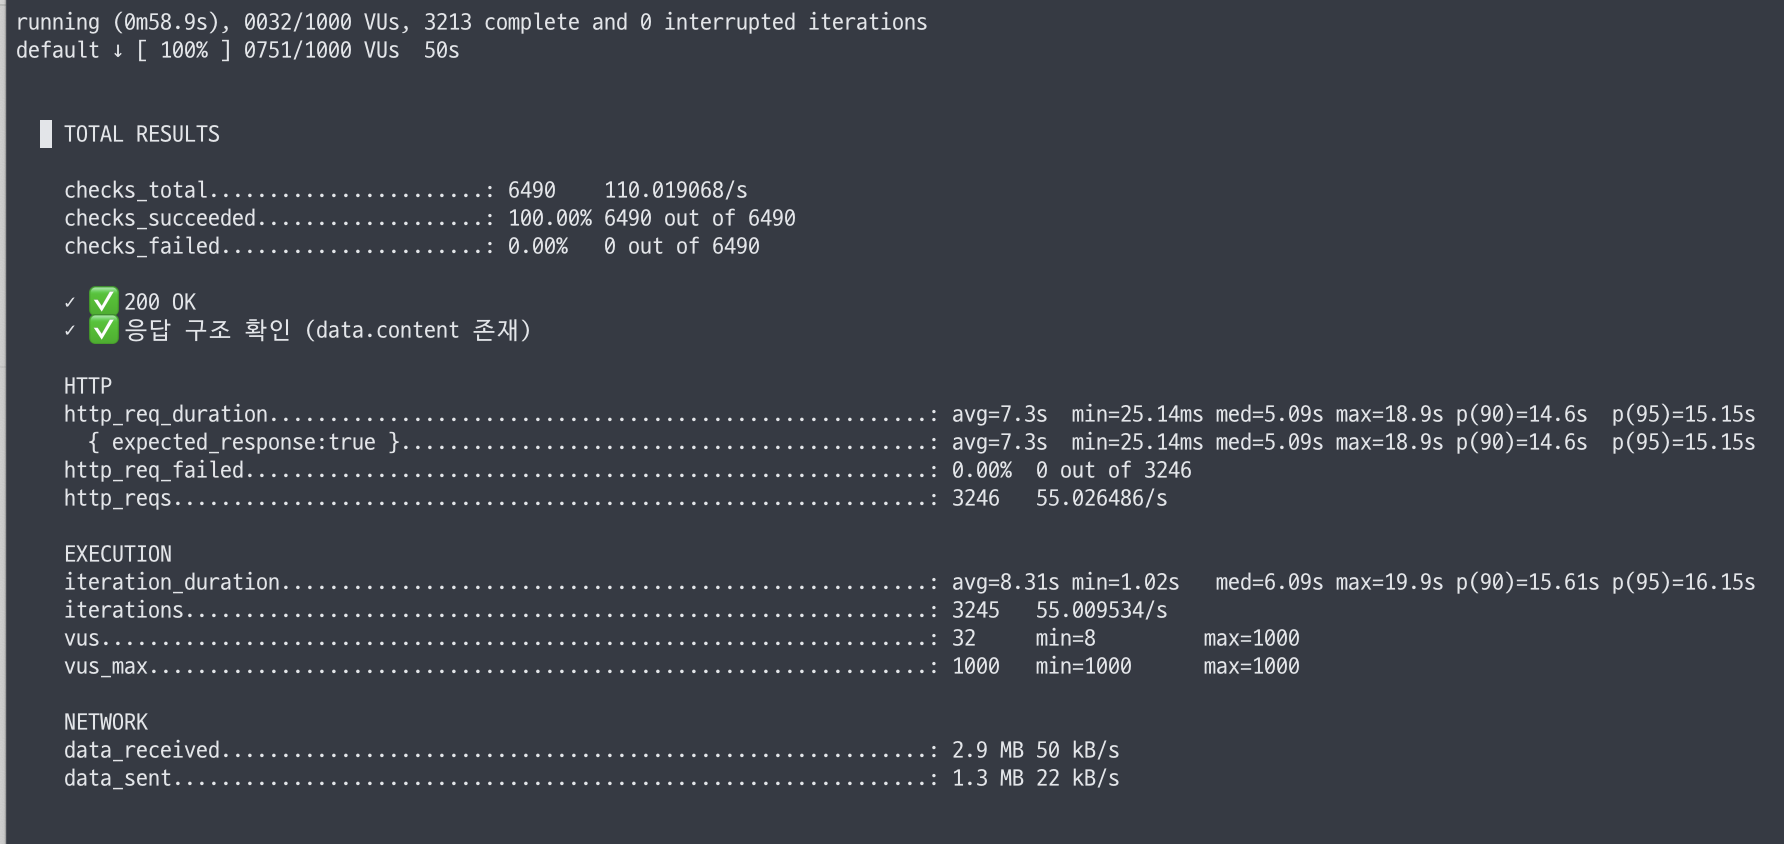 running (0m58.9s), 0032/1000 VUs, 3213 complete and 0 interrupted iterations
default ↓ [ 100% ] 0751/1000 VUs  50s
TOTAL RESULTS
checks_total.......................: 6490    110.019068/s
checks_succeeded...................: 100.00% 6490 out of 6490
checks_failed......................: 0.00%   0 out of 6490
✓ ✅ 200 OK
✓ ✅ 응답 구조 확인 (data.content 존재)
HTTP
http_req_duration.......................................................: avg=7.3s  min=25.14ms med=5.09s max=18.9s p(90)=14.6s  p(95)=15.15s
{ expected_response:true }............................................: avg=7.3s  min=25.14ms med=5.09s max=18.9s p(90)=14.6s  p(95)=15.15s
http_req_failed.........................................................: 0.00%  0 out of 3246
http_reqs...............................................................: 3246   55.026486/s
EXECUTION
iteration_duration......................................................: avg=8.31s min=1.02s   med=6.09s max=19.9s p(90)=15.61s p(95)=16.15s
iterations..............................................................: 3245   55.009534/s
vus.....................................................................: 32     min=8         max=1000
vus_max.................................................................: 1000   min=1000      max=1000
NETWORK
data_received...........................................................: 2.9 MB 50 kB/s
data_sent...............................................................: 1.3 MB 22 kB/s